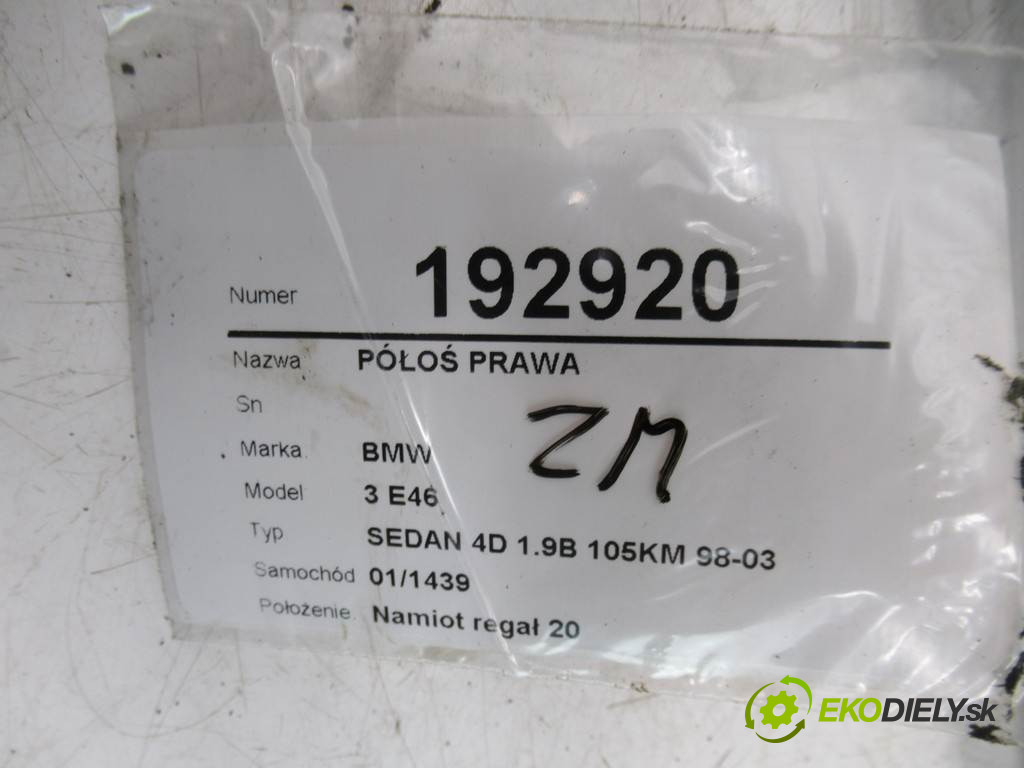 Numer 192920
Nazwa PÓŁOŚ PRAWA
Sn
ZM
Marka BMW
Model 3 E46
Typ SEDAN 4D 1.9B 105KM 98-03
Samochód 01/1439
Położenie Namiot regał 20
EKODIELY.sk